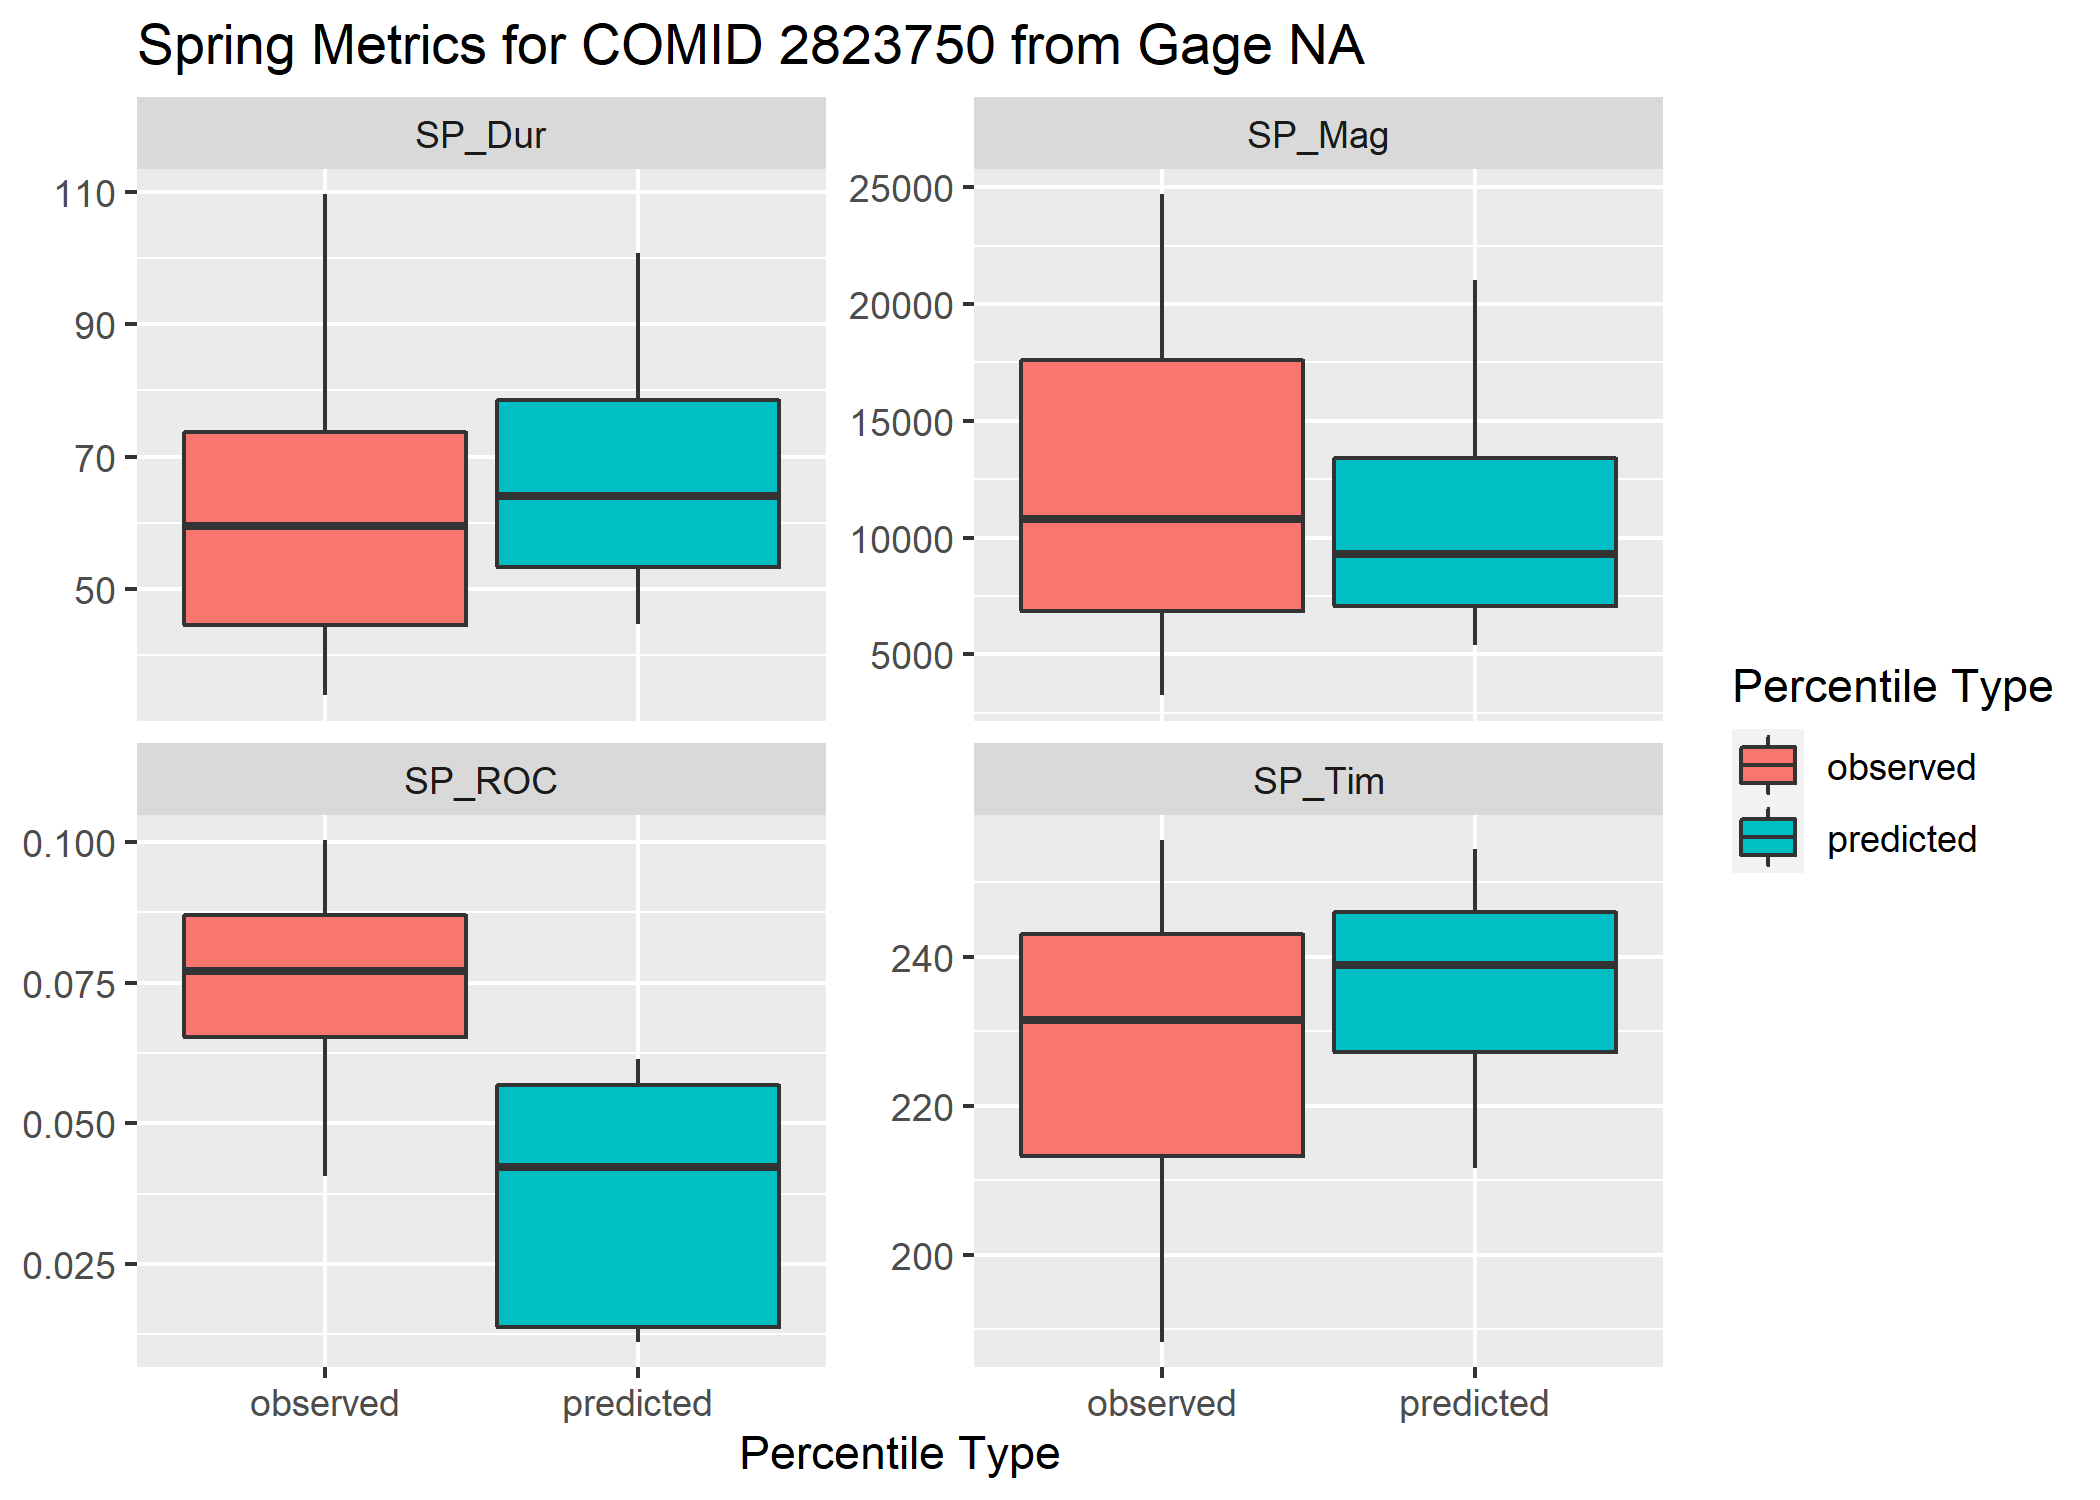 Spring Metrics for COMID 2823750 from Gage NA
SP_Dur
SP_Mag
110
90
70
50
25000
20000
15000
10000
5000
SP_ROC
SP_Tim
0.100
0.075
0.050
0.025
240
220
200
observed
predicted
observed
predicted
Percentile Type
Percentile Type
observed
predicted